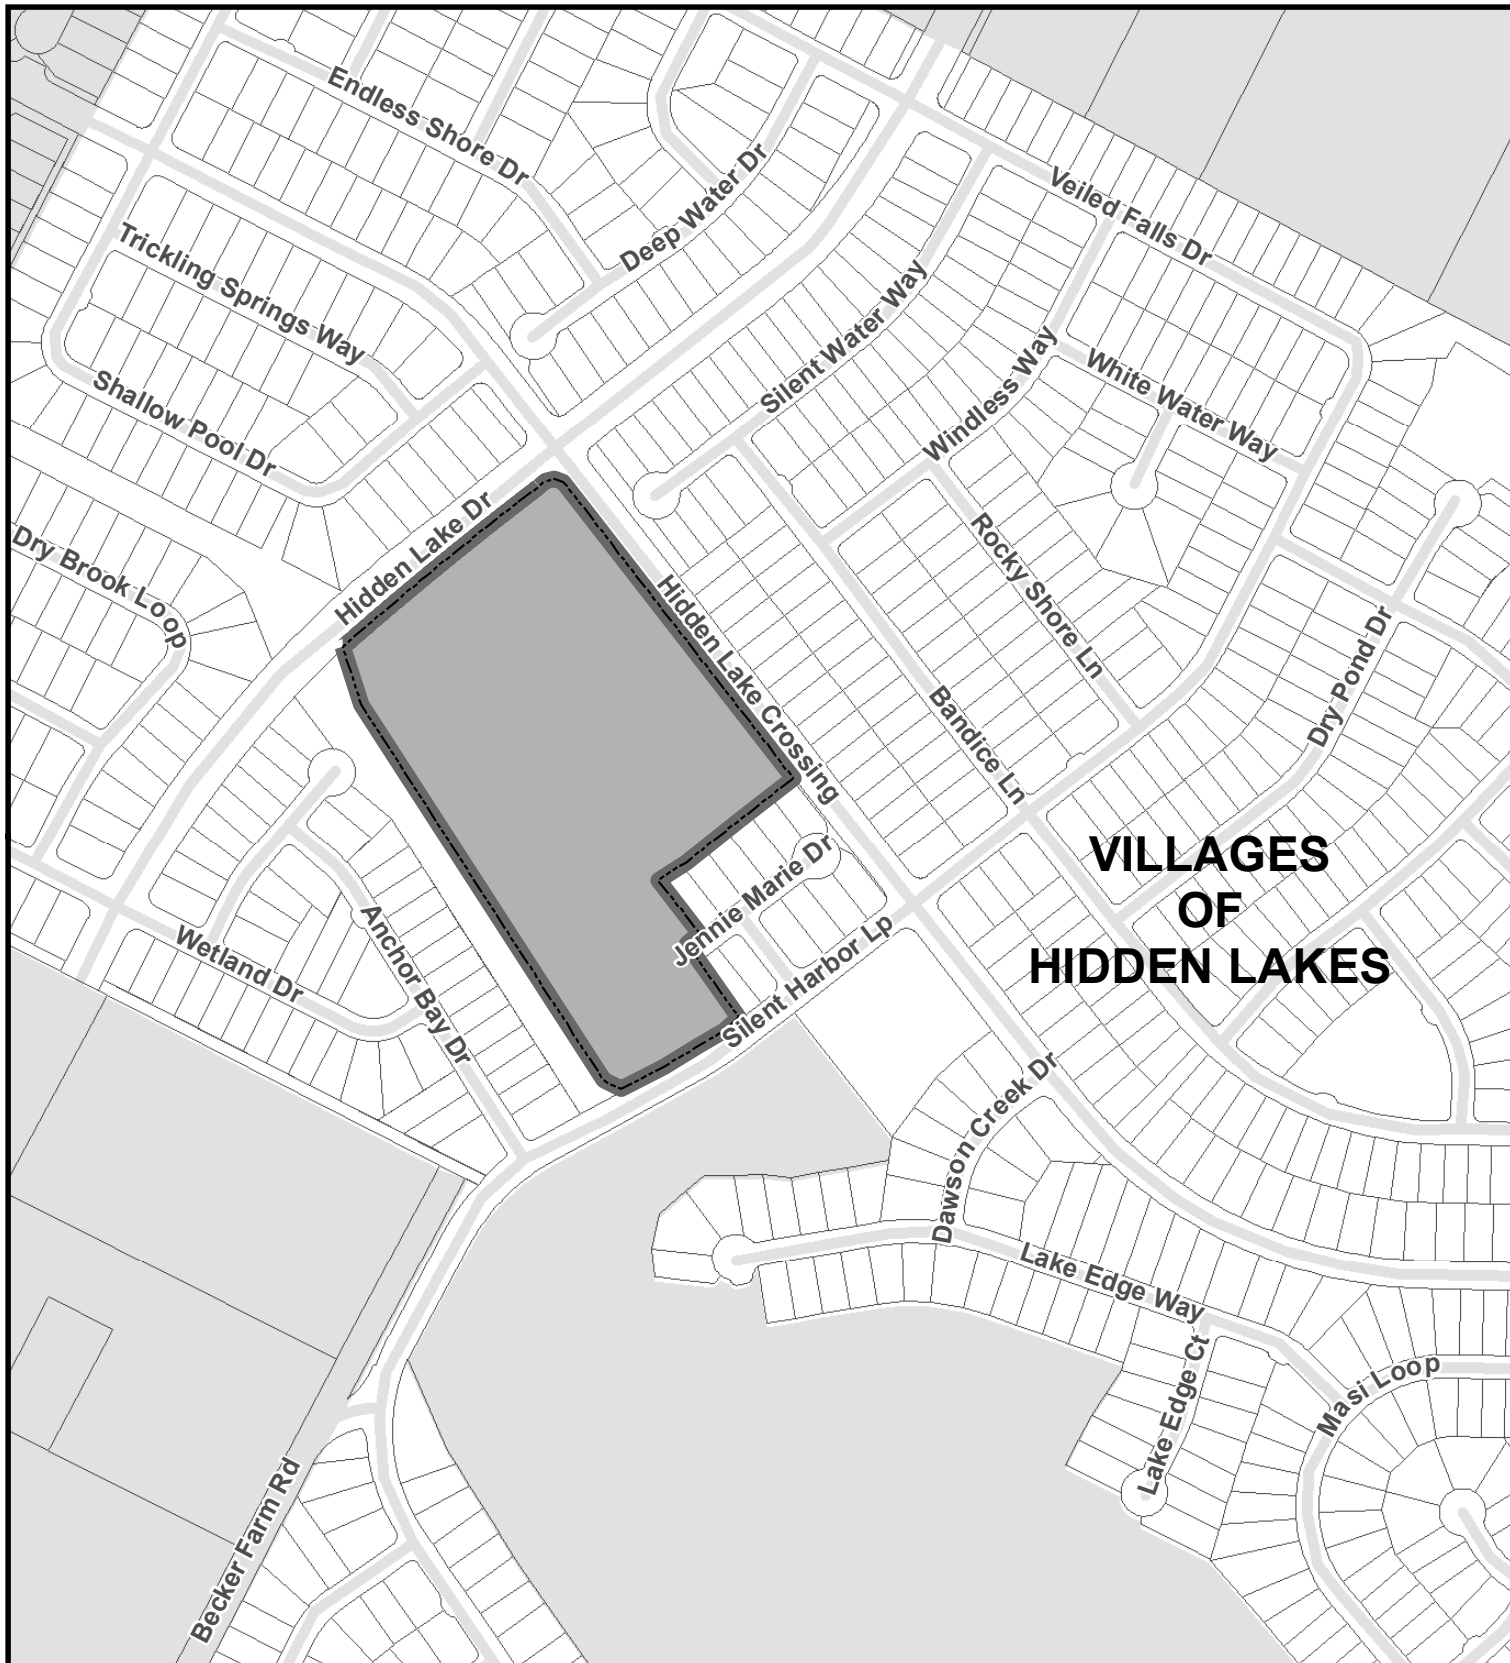 Endless Shore Dr
Deep Water Dr
Veiled Falls Dr
Trickling Springs Way
Silent Water Way
Windless Way
White Water Way
Shallow Pool Dr
Hidden Lake Dr
Rocky Shore Ln
Dry Brook Loop
Hidden Lake Crossing
Dry Pond Dr
Bandice Ln
VILLAGES
OF
HIDDEN LAKES
Jennie Marie Dr
Anchor Bay Dr
Wetland Dr
Silent Harbor Lp
Dawson Creek Dr
Lake Edge Way
Lake Edge Ct
Masi Loop
Becker Farm Rd